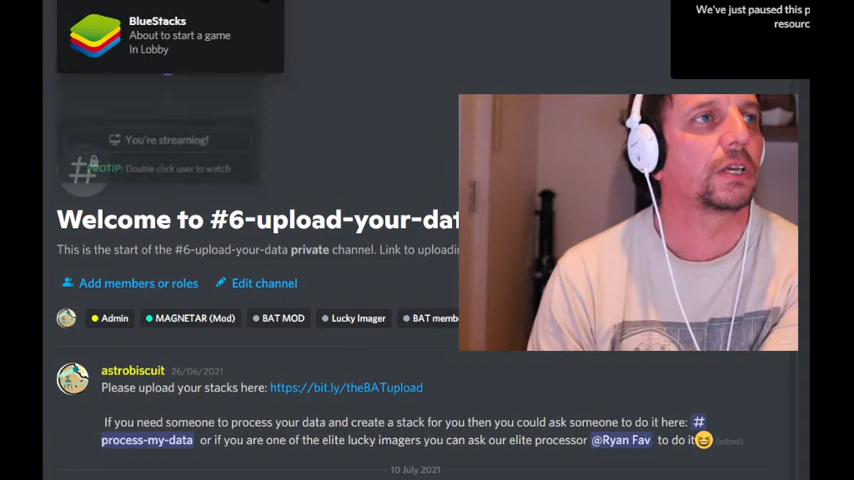 BlueStacks
About to start a game
In Lobby
We've just paused this p
resourc
You're streaming!
PROTIP: Double click user to watch
Welcome to #6-upload-your-dat
This is the start of the #6-upload-your-data private channel. Link to uploadin
Add members or roles
Edit channel
Admin
MAGNETAR (Mod)
BAT MOD
Lucky Imager
BAT memb
astrobiscuit 26/06/2021
Please upload your stacks here: https://bit.ly/theBATupload
If you need someone to process your data and create a stack for you then you could ask someone to do it here: #
process-my-data or if you are one of the elite lucky imagers you can ask our elite processor @Ryan Fav to do it 😆 (edited)
10 July 2021